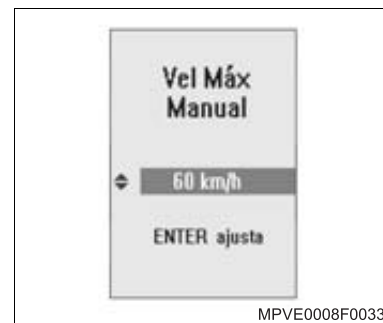 Vel Máx
Manual
60 km/h
ENTER ajusta
MPVE0008F0033